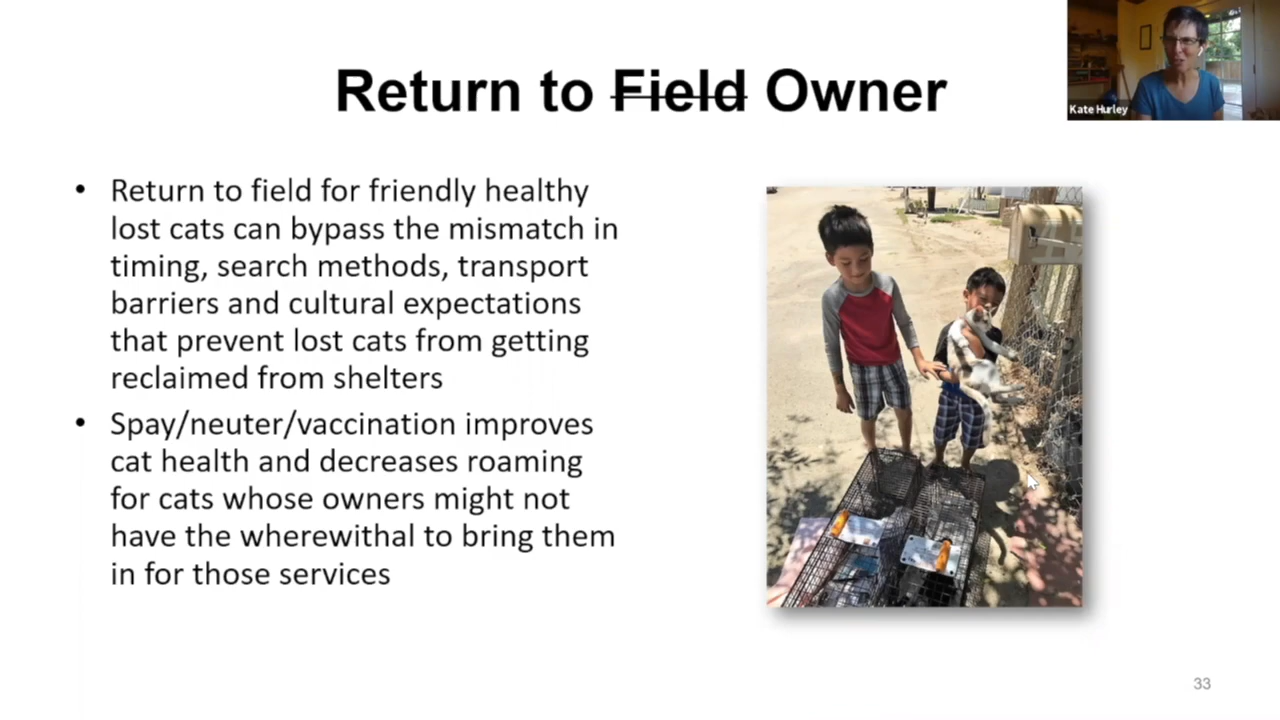 Return to Field Owner
Kate Hurley
• Return to field for friendly healthy
lost cats can bypass the mismatch in
timing, search methods, transport
barriers and cultural expectations
that prevent lost cats from getting
reclaimed from shelters
• Spay/neuter/vaccination improves
cat health and decreases roaming
for cats whose owners might not
have the wherewithal to bring them
in for those services
33